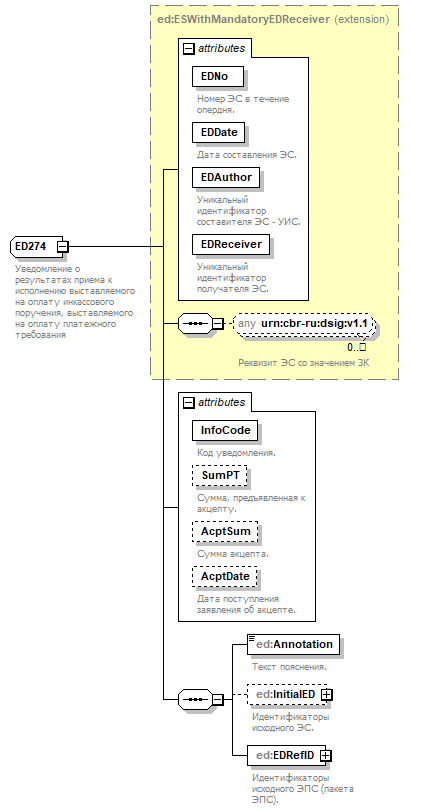 ed:ESWithMandatoryEDReceiver (extension)
attributes
EDNo
Номер ЭС в течение
опердня.
EDDate
Дата составления ЭС.
EDAuthor
Уникальный
идентификатор
составителя ЭС - УИС.
EDReceiver
Уникальный
идентификатор
получателя ЭС.
ED274
Уведомление о
результатах приема к
исполнению выставляемого
на оплату инкассового
поручения, выставляемого
на оплату платежного
требования
any urn:cbr-ru:dsig:v1.1
0..
Реквизит ЭС со значением ЗК
attributes
InfoCode
Код уведомления.
SumPT
Сумма, предъявленная к
акцепту.
AcptSum
Сумма акцепта.
AcptDate
Дата поступления
заявления об акцепте.
ed:Annotation
Текст пояснения.
ed:InitialED
Идентификаторы
исходного ЭС.
ed:EDRefID
Идентификаторы
исходного ЭПС (пакета
ЭПС).